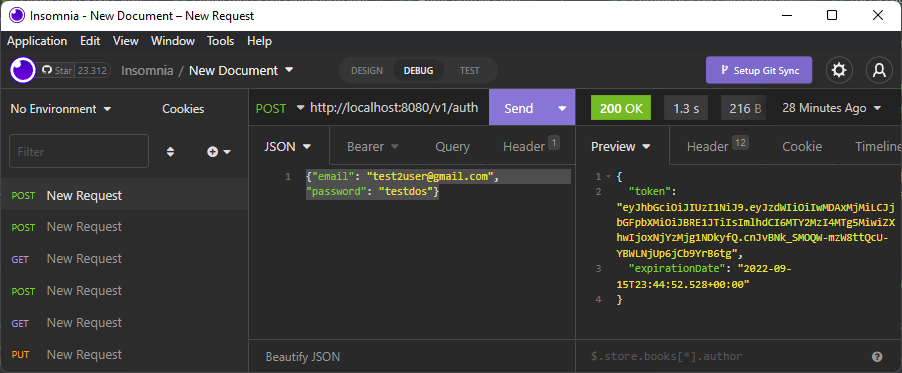 Insomnia - New Document – New Request
Application Edit View Window Tools Help
Star 23.312 Insomnia / New Document DESIGN DEBUG TEST Setup Git Sync
No Environment Cookies POST http://localhost:8080/v1/auth Send 200 OK 1.3 s 216 B 28 Minutes Ago
Filter JSON Bearer Query Header 1 Preview Header 12 Cookie Timeline
POST New Request
POST New Request
GET New Request
POST New Request
GET New Request
PUT New Request
1 {"email": "test2user@gmail.com",
"password": "testdos"}
Beautify JSON
1 {
2 "token":
"eyJhbGciOiJIUzI1NiJ9.eyJzdWIiOiIwMDAxMjMiLCJj
bGFpbXMiOiJBRE1JTiIsImlhdCI6MTY2MzI4MTg5MiwiZX
hwIjoxNjYzMjg1NDkyfQ.cnJvBNk_SMOQW-mzW8ttQcU-
YBWLNjUp6jCb9YrB6tg",
3 "expirationDate": "2022-09-
15T23:44:52.528+00:00"
4 }
$.store.books[*].author